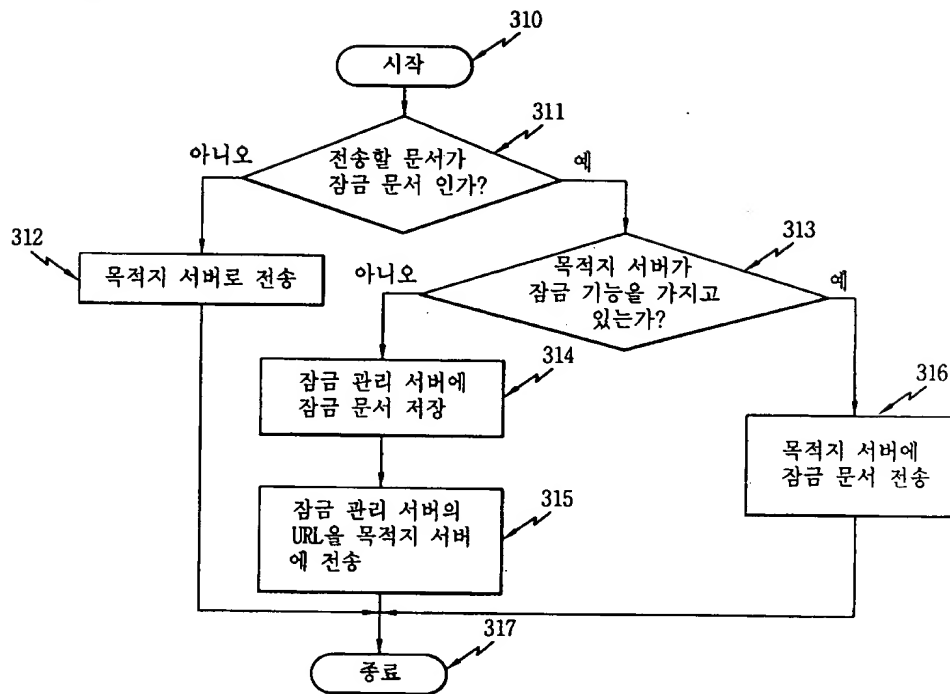 310
시작
311
아니오
전송할 문서가
잠금 문서 인가?
예
312
목적지 서버로 전송
313
아니오
목적지 서버가
잠금 기능을 가지고
있는가?
예
314
잠금 관리 서버에
잠금 문서 저장
316
목적지 서버에
잠금 문서 전송
315
잠금 관리 서버의
URL을 목적지 서버
에 전송
317
종료